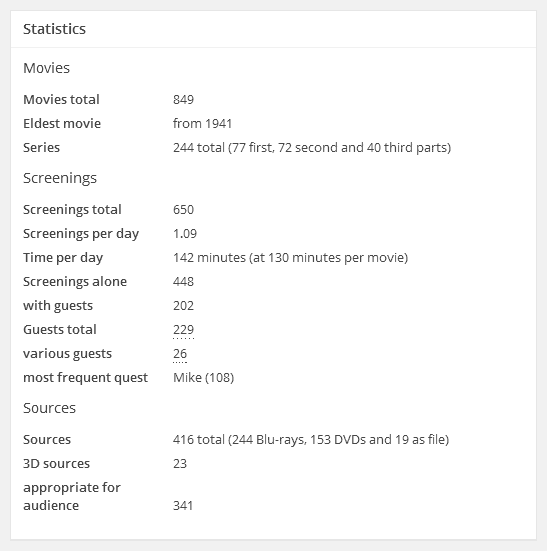 Statistics
Movies
Movies total 849
Eldest movie from 1941
Series 244 total (77 first, 72 second and 40 third parts)
Screenings
Screenings total 650
Screenings per day 1.09
Time per day 142 minutes (at 130 minutes per movie)
Screenings alone 448
with guests 202
Guests total 229
various guests 26
most frequent quest Mike (108)
Sources
Sources 416 total (244 Blu-rays, 153 DVDs and 19 as file)
3D sources 23
appropriate for
audience 341